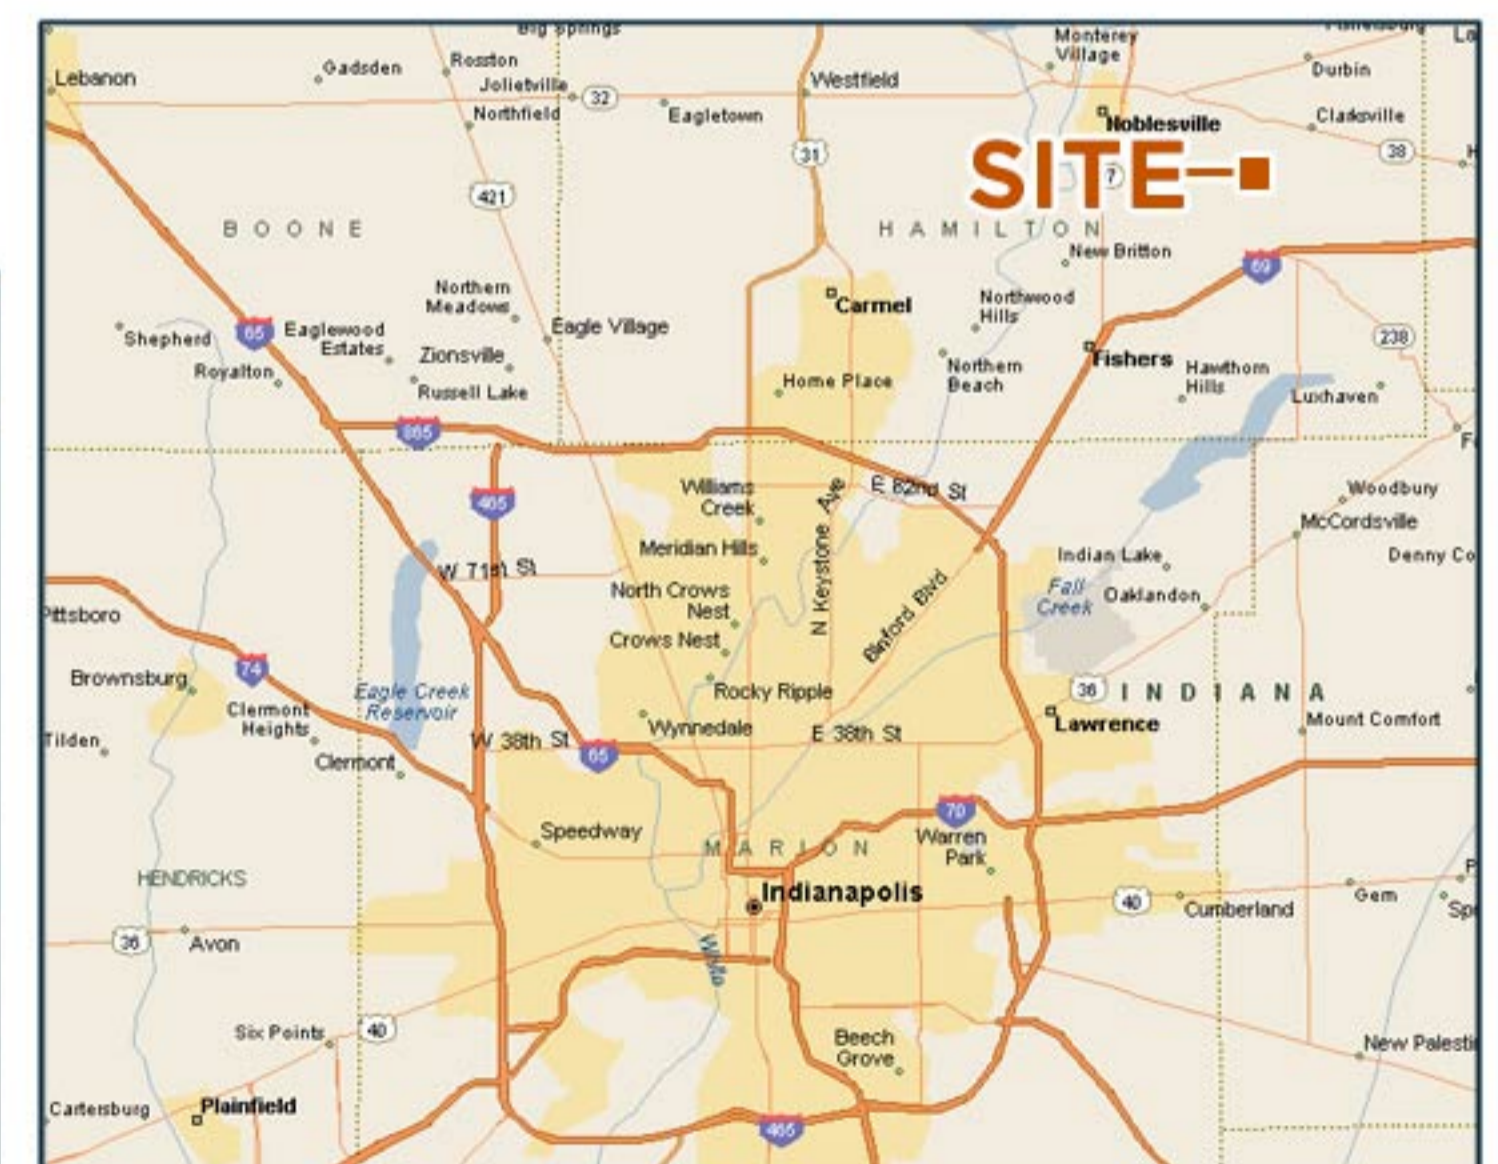 Big Springs
Monterey
Village
Lebanon
Gadsden
Rosston
Jolietville
32
Northfield
Eagletown
Westfield
Durbin
Noblesville
Clarksville
38
31
SITE
7
421
BOONE
HAMILTON
New Britton
69
Northern
Meadows
Carmel
Northwood
Hills
Shepherd
65
Eaglewood
Estates
Eagle Village
238
Zionsville
Royalton
Russell Lake
Home Place
Northern
Beach
Fishers
Hawthorn
Hills
Luxhaven
865
465
Williams
Creek
N Keystone Ave
E 82nd St
Woodbury
McCordsville
Meridian Hills
Indian Lake
Denny Co
W 71st St
North Crows
Nest
Fall
Creek
Oaklandon
Pittsboro
Crows Nest
Binford Blvd
74
Brownsburg
Eagle Creek
Reservoir
Rocky Ripple
36
INDIANA
Clermont
Heights
Wynnedale
Lawrence
Mount Comfort
Tilden
W 38th St
E 38th St
65
Clermont
70
Speedway
MARION
Warren
Park
HENDRICKS
Indianapolis
40
Cumberland
Gem
36
Avon
White
Six Points
40
Beech
Grove
New Palesti
Cartersburg
Plainfield
465